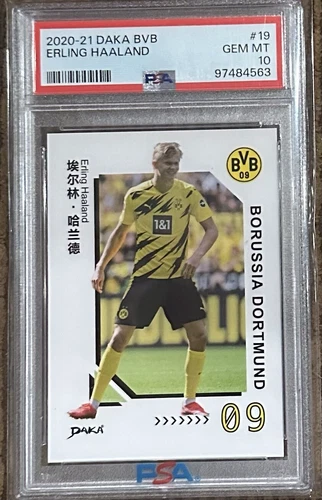 2020-21 DAKA BVB #19
ERLING HAALAND GEM MT
10
PSA 97484563
BVB
09
埃尔林·哈兰德
Erling Haaland
1&1
BORUSSIA DORTMUND
DAKA
>>>>>>> 09
PSA